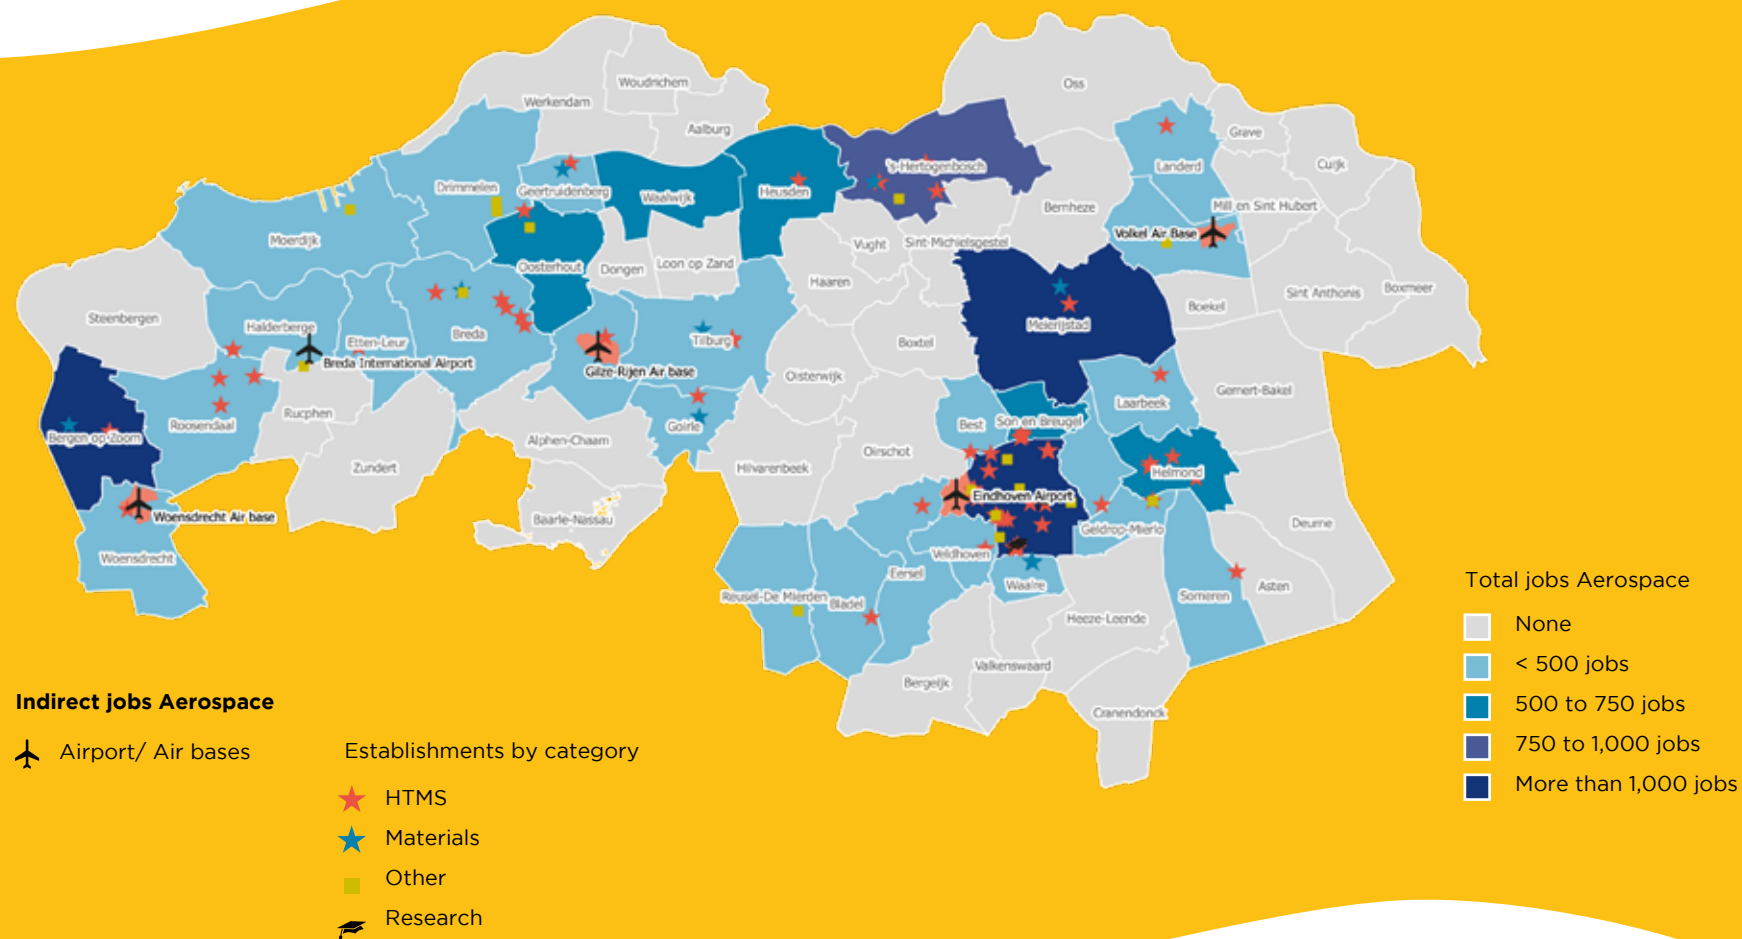 Oss
Woudrichem
Werkendam
Aalburg
Grave
Cuijk
's-Hertogenbosch
Landerd
Drimmelen
Geertruidenberg
Waalwijk
Heusden
Mill en Sint Hubert
Bernheze
Volkel Air Base
Moerdijk
Vught
Sint-Michielsgestel
Oosterhout
Dongen
Loon op Zand
Haaren
Sint Anthonis
Boxmeer
Boekel
Steenbergen
Halderberge
Etten-Leur
Breda
Tilburg
Boxtel
Meierijstad
Breda International Airport
Gilze-Rijen Air base
Oisterwijk
Gemert-Bakel
Laarbeek
Rucphen
Roosendaal
Goirle
Best
Son en Breugel
Bergen op Zoom
Alphen-Chaam
Oirschot
Zundert
Hilvarenbeek
Helmond
Eindhoven Airport
Woensdrecht Air base
Baarle-Nassau
Geldrop-Mierlo
Deurne
Woensdrecht
Veldhoven
Eersel
Waalre
Asten
Reusel-De Mierden
Bladel
Someren
Heeze-Leende
Valkenswaard
Bergeijk
Cranendonck
Total jobs Aerospace
None
< 500 jobs
500 to 750 jobs
750 to 1,000 jobs
More than 1,000 jobs
Indirect jobs Aerospace
Airport/ Air bases
Establishments by category
HTMS
Materials
Other
Research